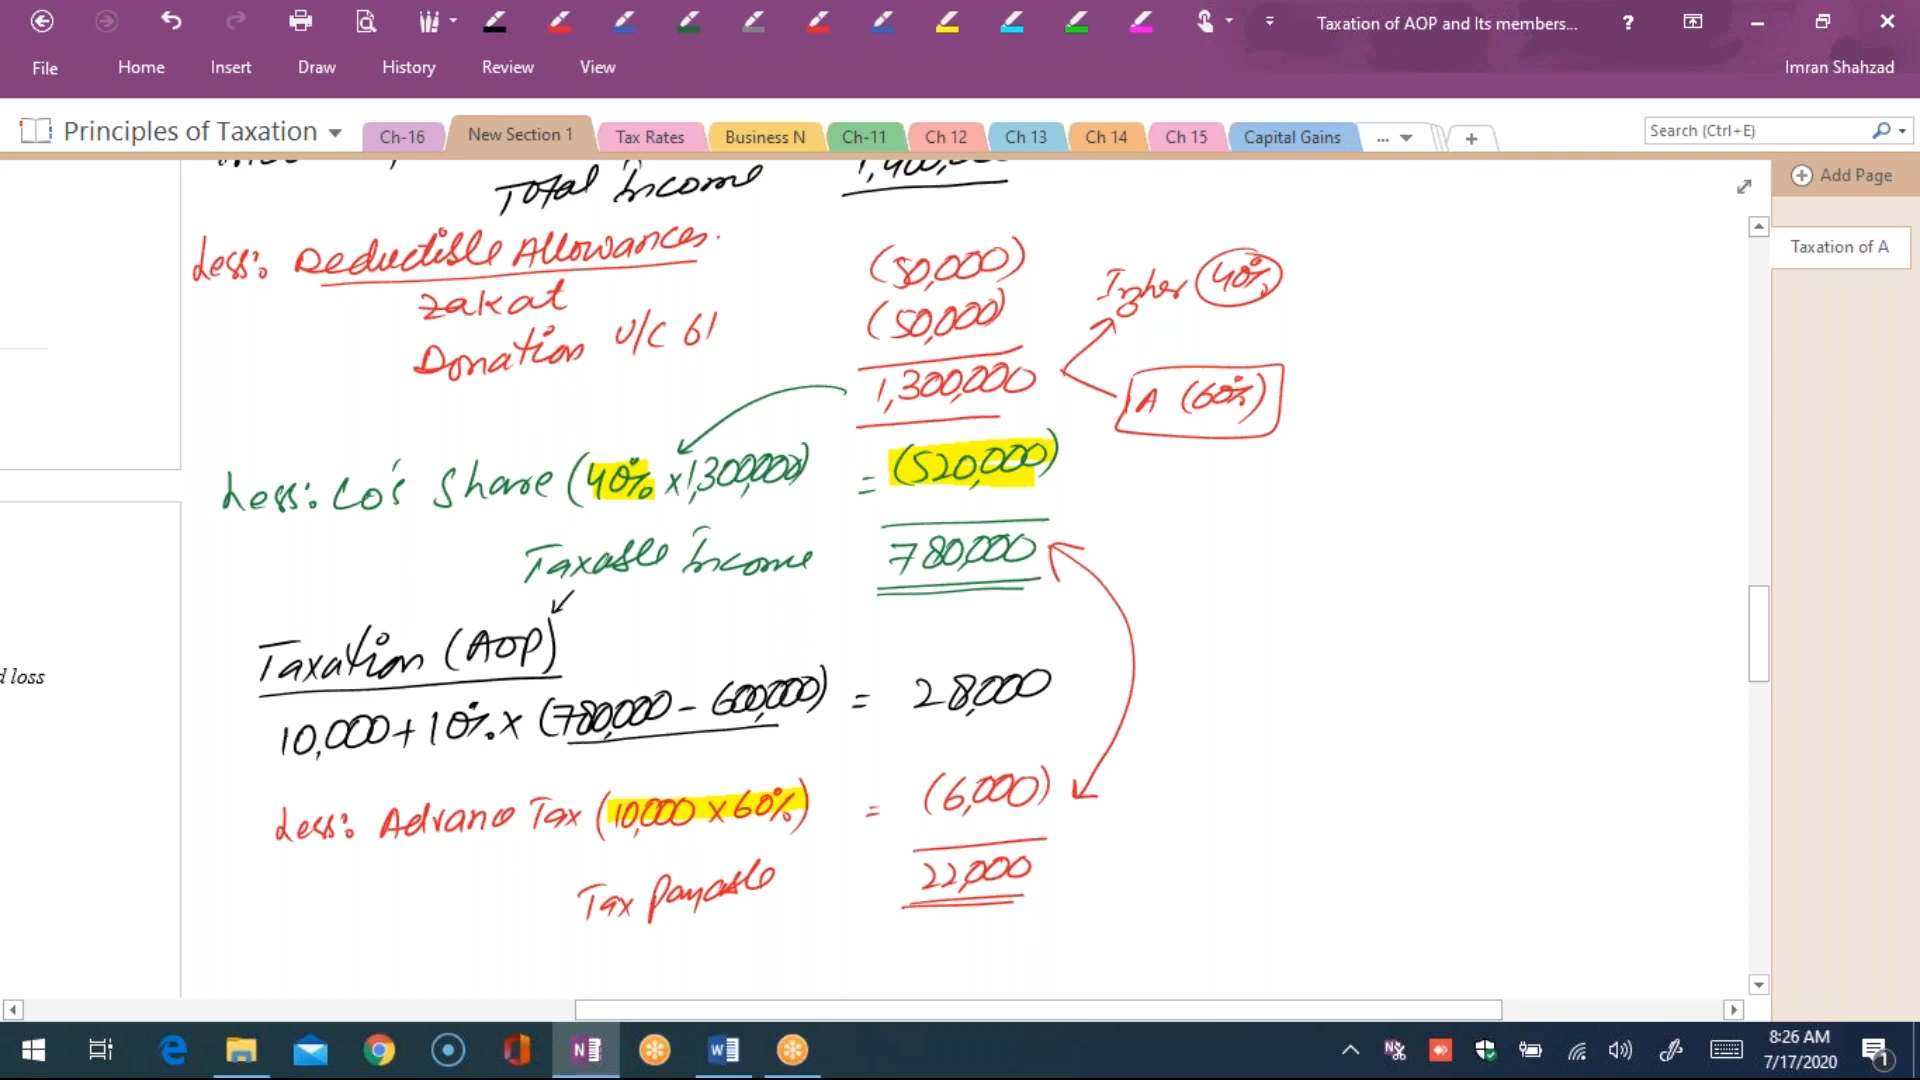 Taxation of AOP and Its members... ?
File Home Insert Draw History Review View Imran Shahzad
Principles of Taxation Ch-16 New Section 1 Tax Rates Business N Ch-11 Ch 12 Ch 13 Ch 14 Ch 15 Capital Gains ... + Search (Ctrl+E)
Add Page
Taxation of A
Total Income
Less: Deductible Allowances.
Zakat (50,000)
Donation U/C 61 (50,000)
1,300,000
40%
A (60%)
Less: Co's Share (40% x 1,300,000) = (520,000)
Taxable Income 780,000
Taxation (AOP)
10,000 + 10% x (780,000 - 600,000) = 28,000
Less: Advance Tax (10,000 x 60%) = (6,000)
Tax Payable 22,000
d loss
8:26 AM
7/17/2020
1